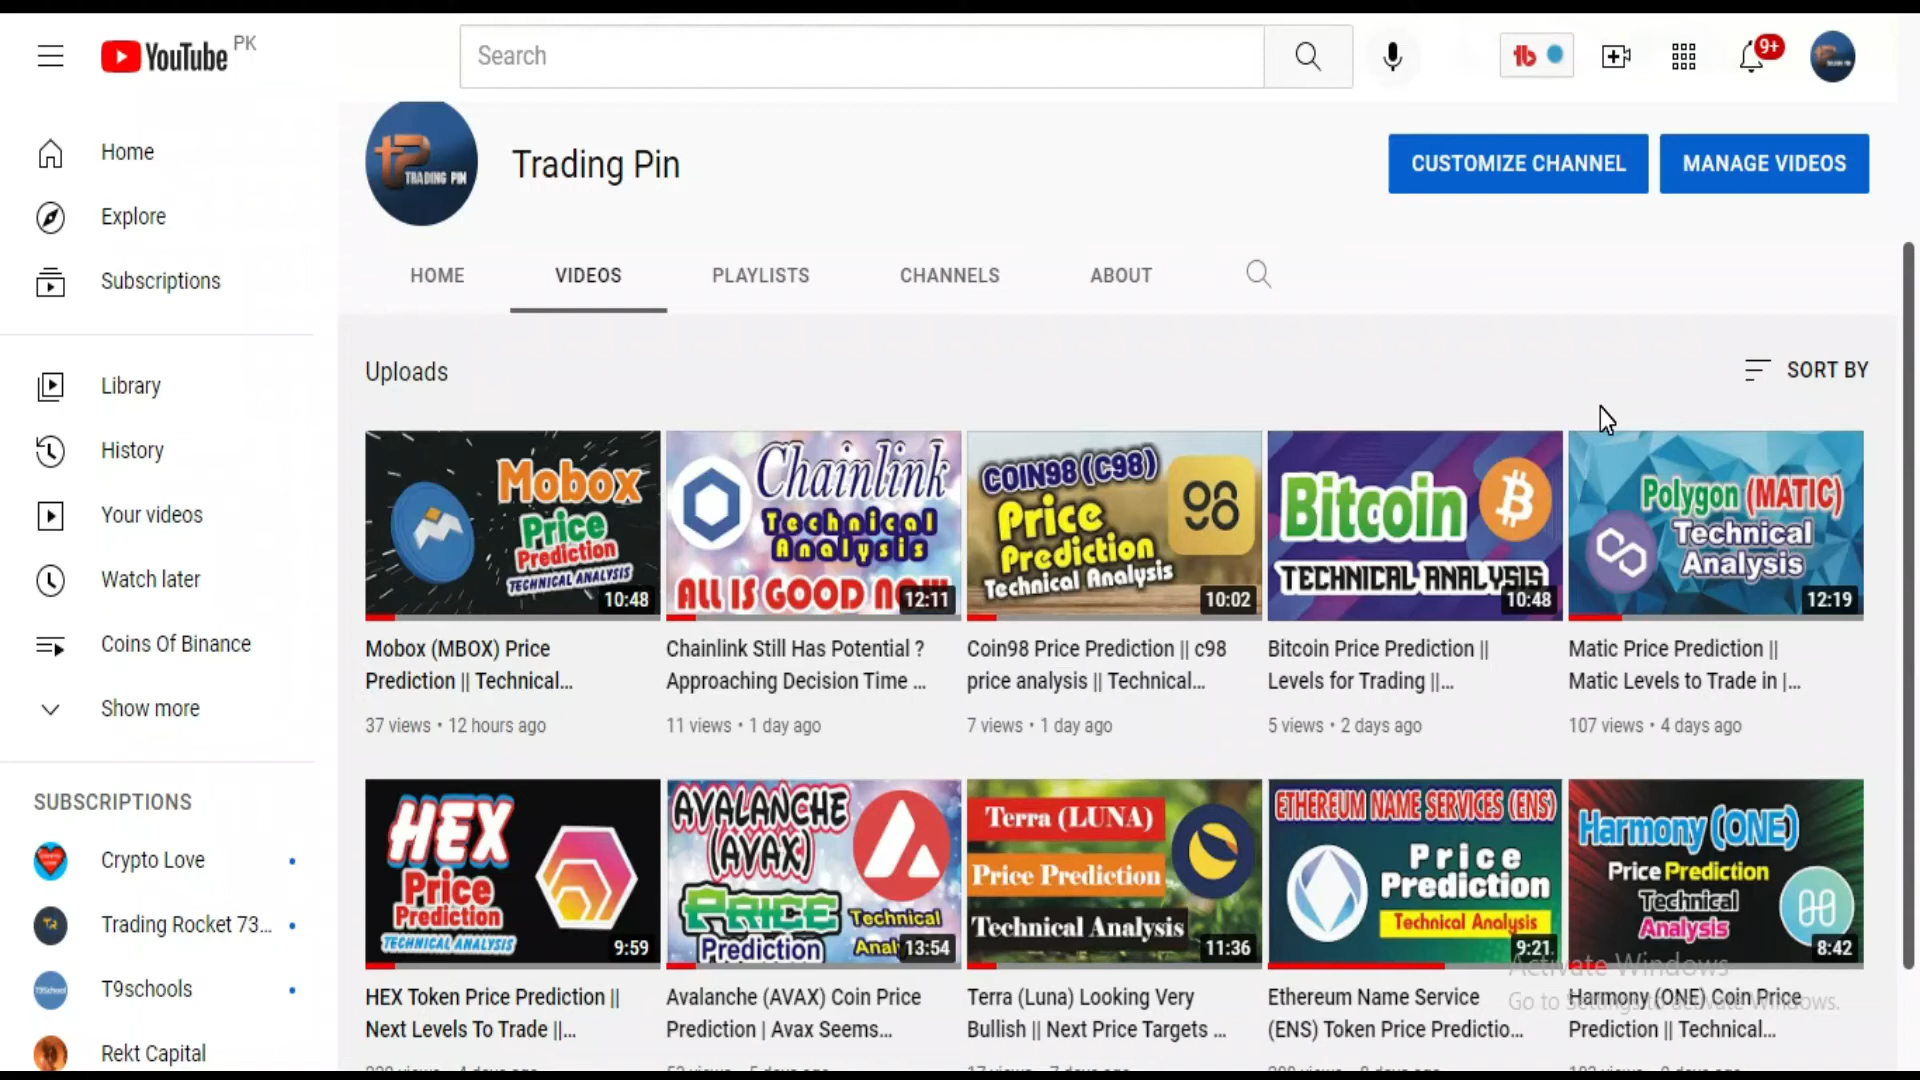 YouTube PK
Search
9+
Home
Explore
Subscriptions
Library
History
Your videos
Watch later
Coins Of Binance
Show more
SUBSCRIPTIONS
Crypto Love
Trading Rocket 73...
T9schools
Rekt Capital
TRADING PIN
Trading Pin
CUSTOMIZE CHANNEL
MANAGE VIDEOS
HOME
VIDEOS
PLAYLISTS
CHANNELS
ABOUT
Uploads
SORT BY
Mobox
Price
Prediction
TECHNICAL ANALYSIS
10:48
Mobox (MBOX) Price
Prediction || Technical...
37 views • 12 hours ago
Chainlink
Technical
Analysis
ALL IS GOOD
12:11
Chainlink Still Has Potential ?
Approaching Decision Time ...
11 views • 1 day ago
COIN98 (C98)
Price
Prediction
Technical Analysis
98
10:02
Coin98 Price Prediction || c98
price analysis || Technical...
7 views • 1 day ago
Bitcoin
TECHNICAL ANALYSIS
10:48
Bitcoin Price Prediction ||
Levels for Trading ||...
5 views • 2 days ago
Polygon (MATIC)
Technical
Analysis
12:19
Matic Price Prediction ||
Matic Levels to Trade in |...
107 views • 4 days ago
HEX
Price
Prediction
TECHNICAL ANALYSIS
9:59
HEX Token Price Prediction ||
Next Levels To Trade ||...
AVALANCHE
(AVAX)
PRICE
Prediction
Technical
Anal
13:54
Avalanche (AVAX) Coin Price
Prediction | Avax Seems...
Terra (LUNA)
Price Prediction
Technical Analysis
11:36
Terra (Luna) Looking Very
Bullish || Next Price Targets ...
ETHEREUM NAME SERVICES (ENS)
Price
Prediction
Technical Analysis
9:21
Ethereum Name Service
(ENS) Token Price Predictio...
Harmony (ONE)
Price Prediction
Technical
Analysis
8:42
Harmony (ONE) Coin Price
Prediction || Technical...
Activate Windows
Go to Settings to activate Windows.